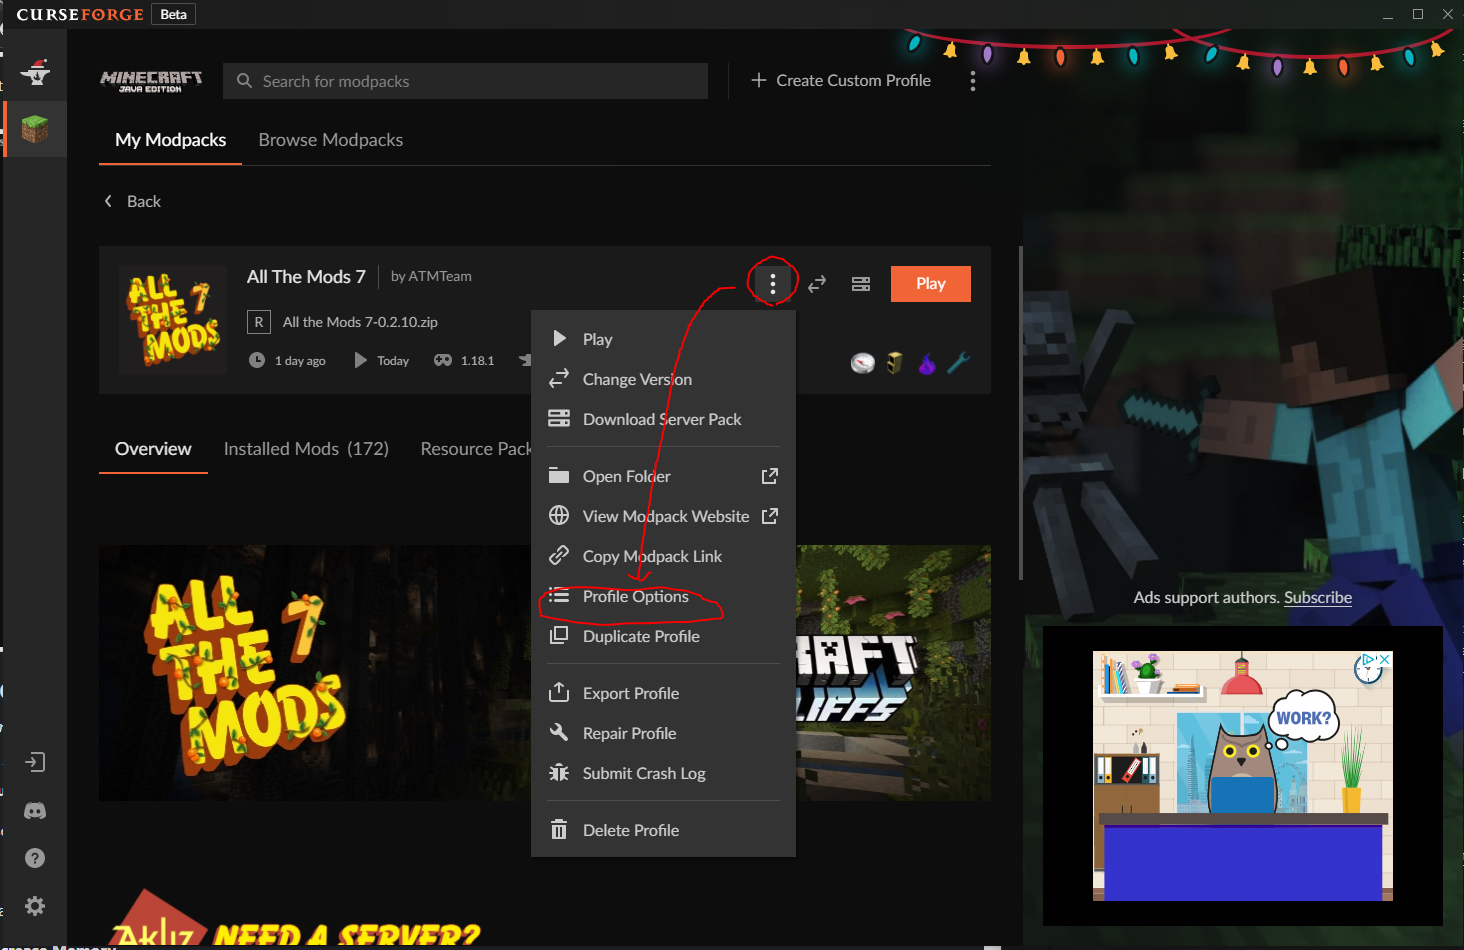 CURSEFORGE Beta
MINECRAFT
JAVA EDITION
Search for modpacks
Create Custom Profile
My Modpacks
Browse Modpacks
Back
ALL THE MODS 7
All The Mods 7
by ATMTeam
R
All the Mods 7-0.2.10.zip
1 day ago
Today
1.18.1
Play
Play
Change Version
Download Server Pack
Open Folder
View Modpack Website
Copy Modpack Link
Profile Options
Duplicate Profile
Export Profile
Repair Profile
Submit Crash Log
Delete Profile
Overview
Installed Mods (172)
Resource Pack
ALL
THE 7
MODS
RAFT
LIFFS
Akliz
NEED A SERVER?
Ads support authors. Subscribe
WORK?